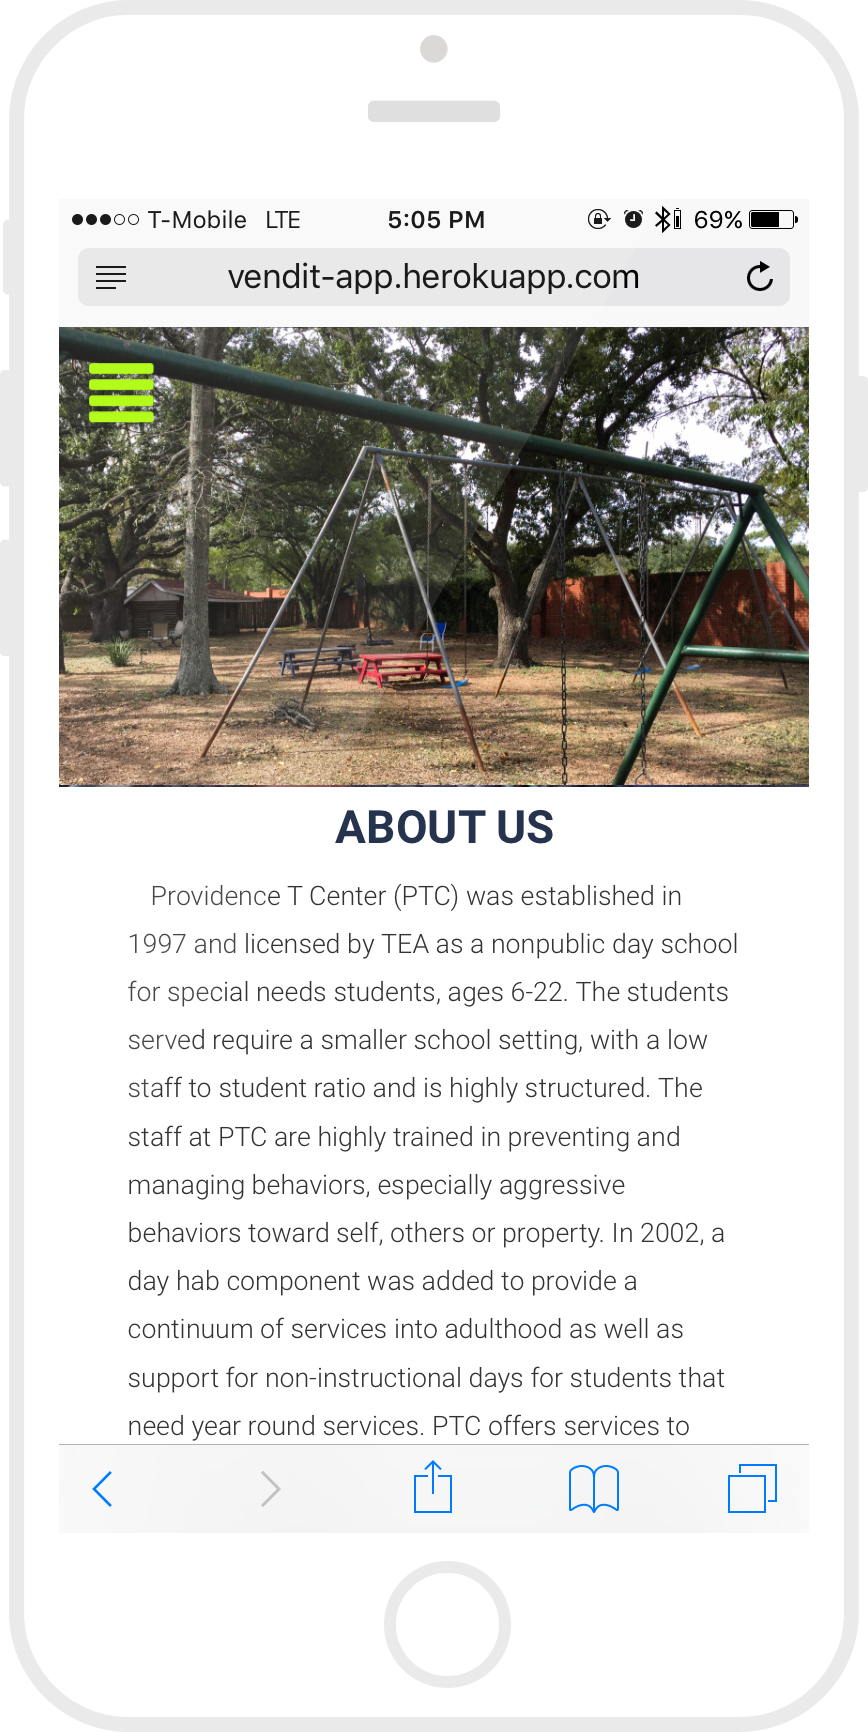 T-Mobile LTE 5:05 PM 69%
vendit-app.herokuapp.com
ABOUT US
Providence T Center (PTC) was established in
1997 and licensed by TEA as a nonpublic day school
for special needs students, ages 6-22. The students
served require a smaller school setting, with a low
staff to student ratio and is highly structured. The
staff at PTC are highly trained in preventing and
managing behaviors, especially aggressive
behaviors toward self, others or property. In 2002, a
day hab component was added to provide a
continuum of services into adulthood as well as
support for non-instructional days for students that
need year round services. PTC offers services to